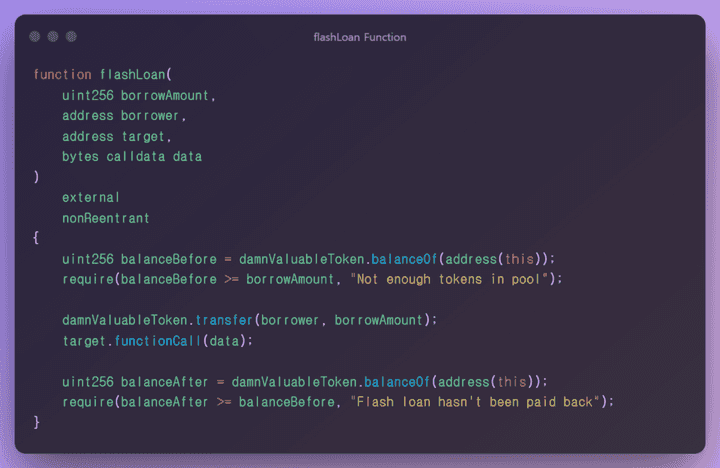 flashLoan Function
function flashLoan(
    uint256 borrowAmount,
    address borrower,
    address target,
    bytes calldata data
)
    external
    nonReentrant
{
    uint256 balanceBefore = damnValuableToken.balanceOf(address(this));
    require(balanceBefore >= borrowAmount, "Not enough tokens in pool");
    damnValuableToken.transfer(borrower, borrowAmount);
    target.functionCall(data);
    uint256 balanceAfter = damnValuableToken.balanceOf(address(this));
    require(balanceAfter >= balanceBefore, "Flash loan hasn't been paid back");
}